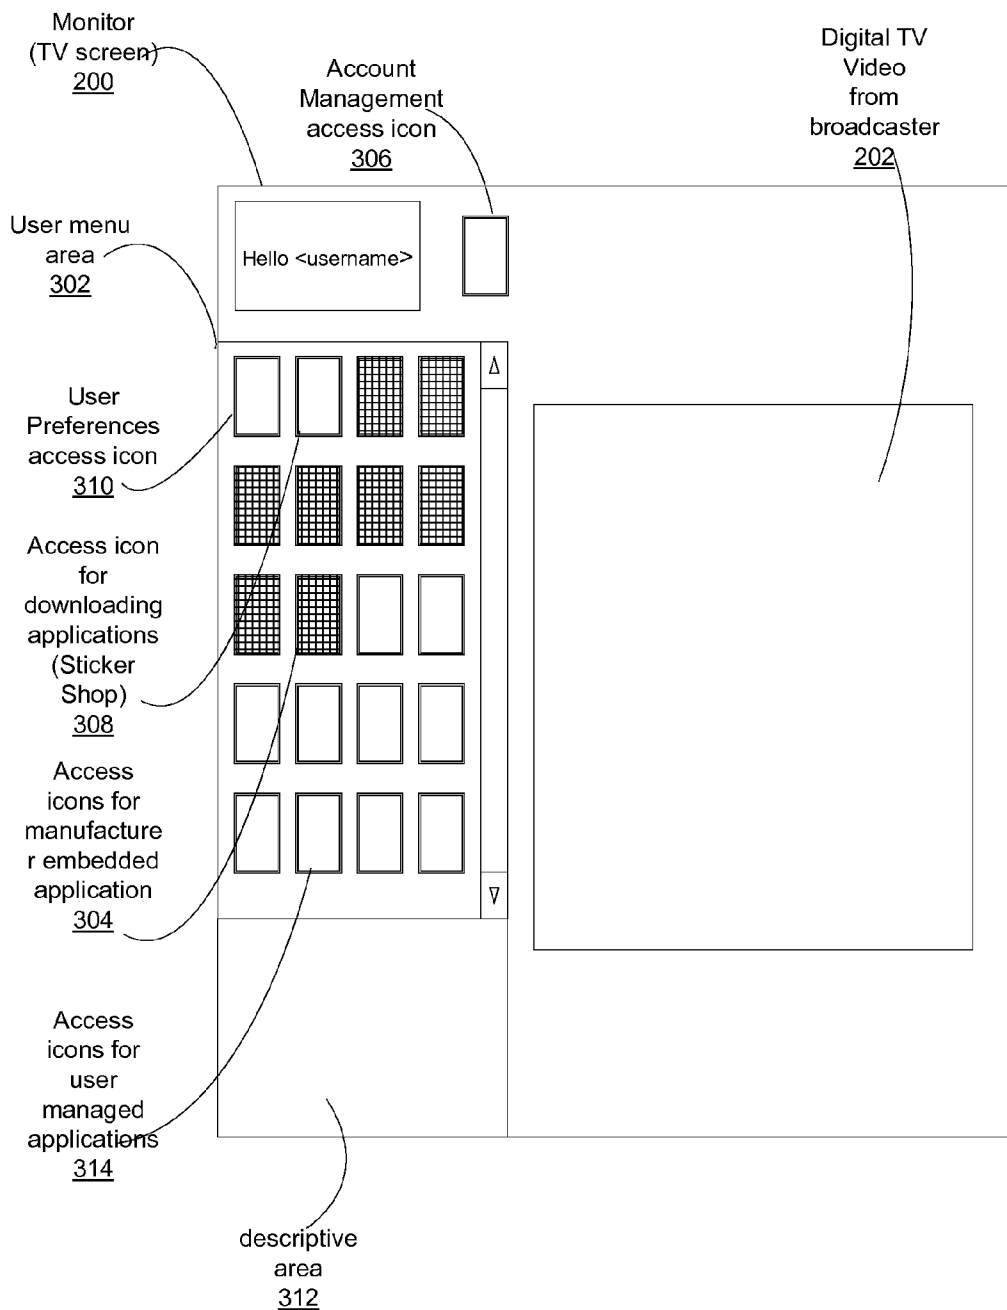 Monitor
(TV screen)
200
Account
Management
access icon
306
Digital TV
Video
from
broadcaster
202
User menu
area
302
Hello <username>
User
Preferences
access icon
310
Access icon
for
downloading
applications
(Sticker
Shop)
308
Access
icons for
manufacture
r embedded
application
304
Access
icons for
user
managed
applications
314
descriptive
area
312